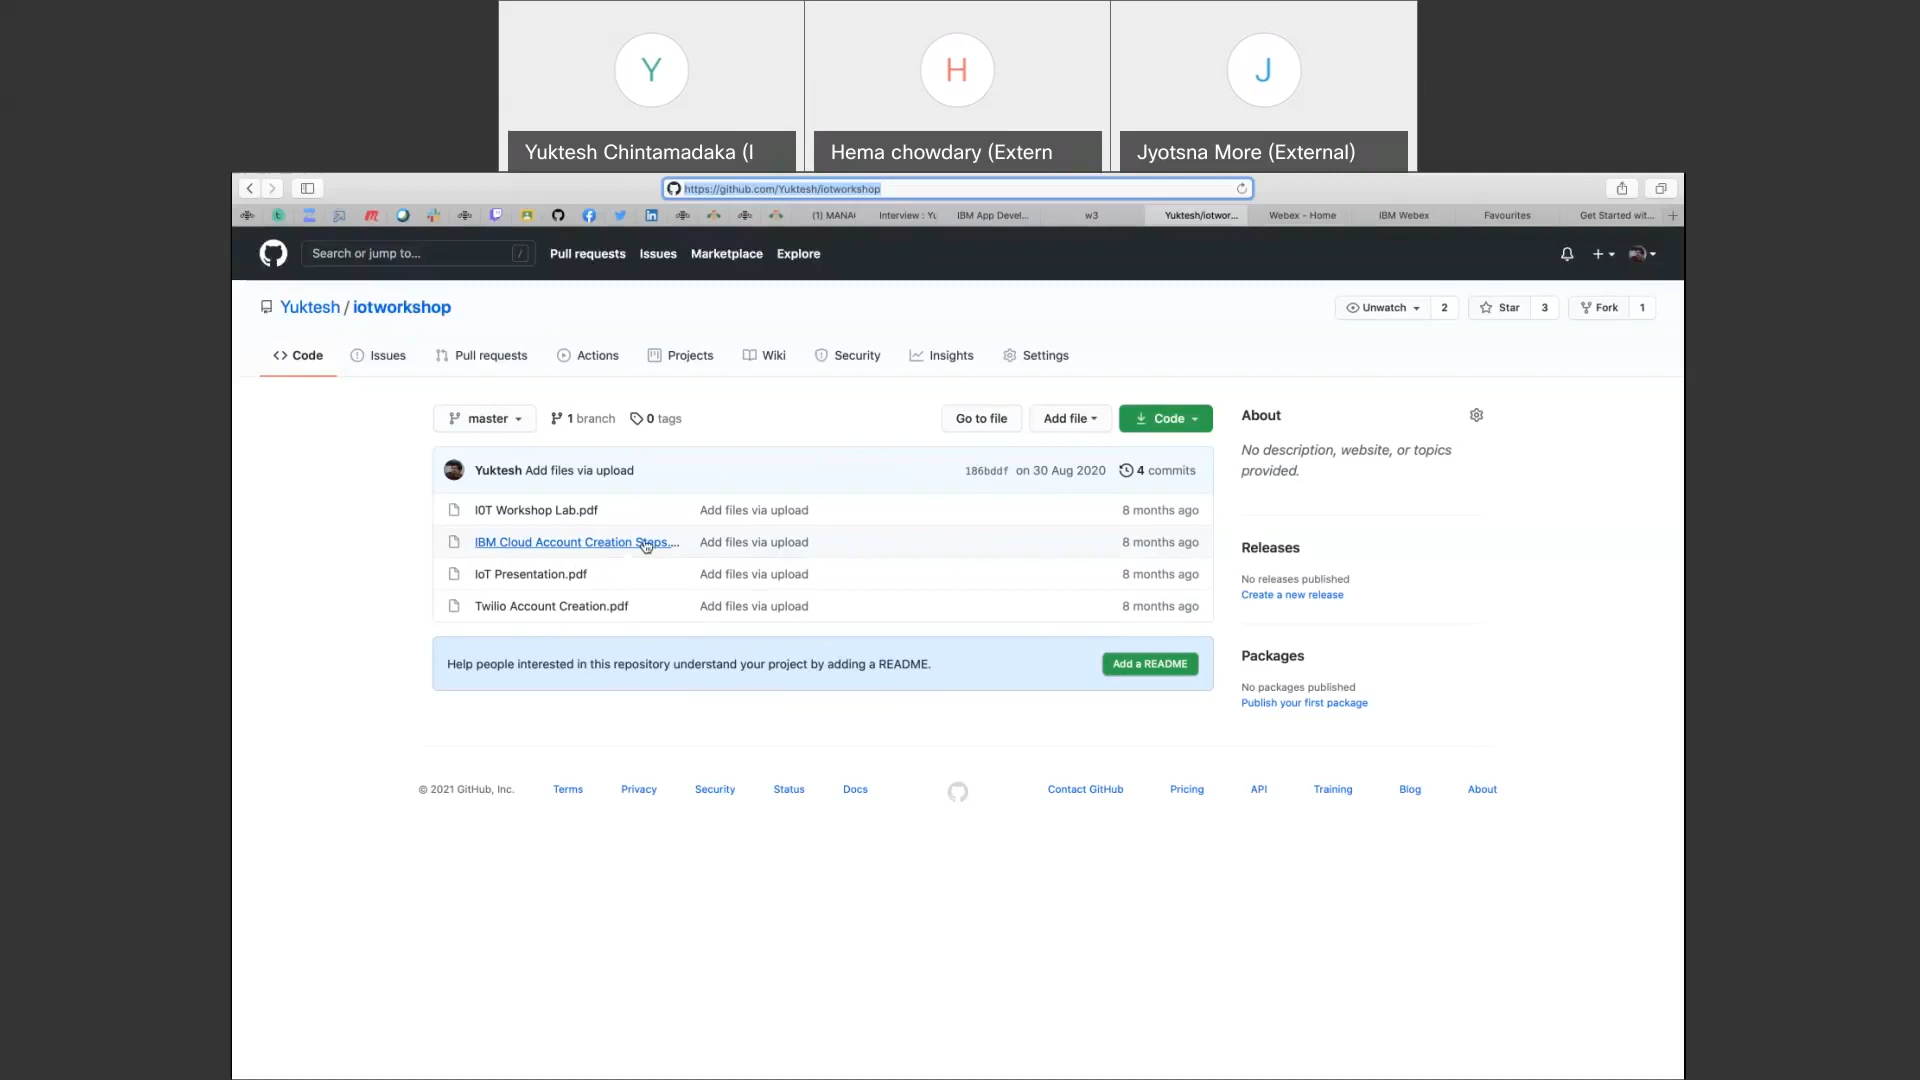 Y
H
J
Yuktesh Chintamadaka (I
Hema chowdary (Extern
Jyotsna More (External)
https://github.com/Yuktesh/iotworkshop
(1) MANAI
Interview : Yu
IBM App Devel...
w3
Yuktesh/iotwor...
Webex - Home
IBM Webex
Favourites
Get Started wit...
Search or jump to...
/
Pull requests
Issues
Marketplace
Explore
Yuktesh / iotworkshop
Unwatch 2
Star 3
Fork 1
Code
Issues
Pull requests
Actions
Projects
Wiki
Security
Insights
Settings
master
1 branch
0 tags
Go to file
Add file
Code
Yuktesh Add files via upload
186bddf on 30 Aug 2020
4 commits
I0T Workshop Lab.pdf Add files via upload 8 months ago
IBM Cloud Account Creation Steps.... Add files via upload 8 months ago
IoT Presentation.pdf Add files via upload 8 months ago
Twilio Account Creation.pdf Add files via upload 8 months ago
Help people interested in this repository understand your project by adding a README.
Add a README
About
No description, website, or topics
provided.
Releases
No releases published
Create a new release
Packages
No packages published
Publish your first package
© 2021 GitHub, Inc.
Terms
Privacy
Security
Status
Docs
Contact GitHub
Pricing
API
Training
Blog
About